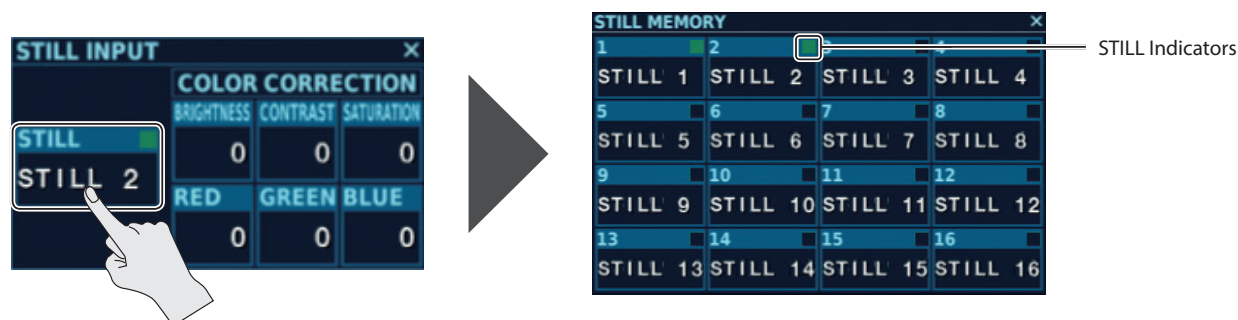 STILL INPUT ×
COLOR CORRECTION
BRIGHTNESS CONTRAST SATURATION
STILL
0 0 0
STILL 2
RED GREEN BLUE
0 0 0
STILL MEMORY ×
1 2 3 4
STILL 1 STILL 2 STILL 3 STILL 4
5 6 7 8
STILL 5 STILL 6 STILL 7 STILL 8
9 10 11 12
STILL 9 STILL 10 STILL 11 STILL 12
13 14 15 16
STILL 13 STILL 14 STILL 15 STILL 16
STILL Indicators